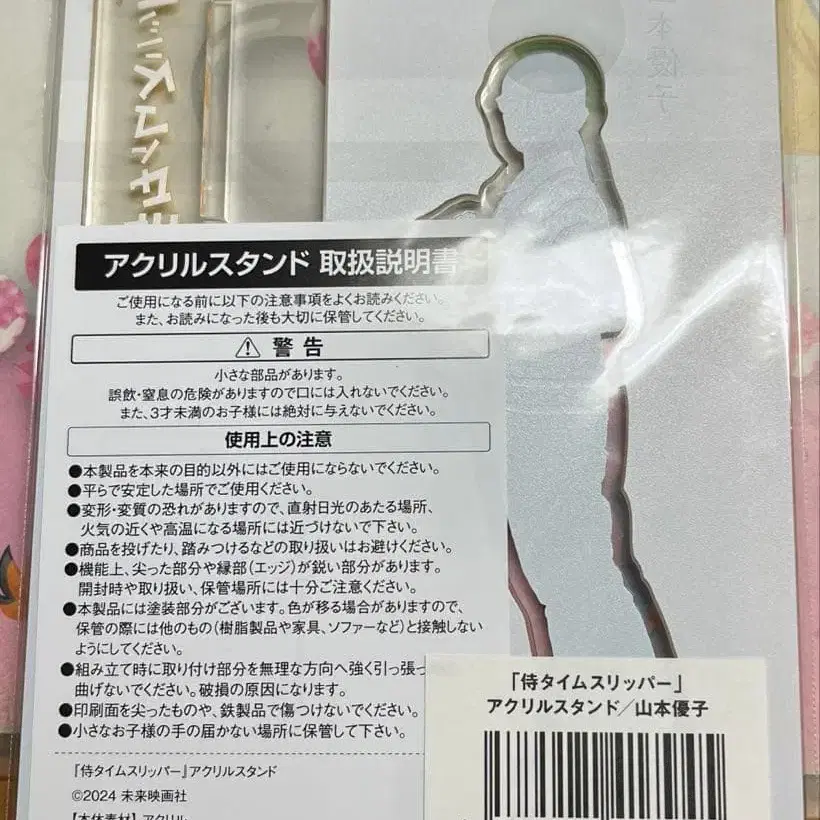 山本優子
アクリルスタンド 取扱説明書
ご使用になる前に以下の注意事項をよくお読みください。
また、お読みになった後も大切に保管してください。
警告
小さな部品があります。
誤飲・窒息の危険がありますので口には入れないでください。
また、3才未満のお子様には絶対に与えないでください。
使用上の注意
●本製品を本来の目的以外にはご使用にならないでください。
●平らで安定した場所でご使用ください。
●変形・変質の恐れがありますので、直射日光のあたる場所、
火気の近くや高温になる場所には近づけないで下さい。
●商品を投げたり、踏みつけるなどの取り扱いはお避けください。
●機能上、尖った部分や縁部(エッジ)が鋭い部分があります。
開封時や取り扱い、保管場所には十分ご注意ください。
●本製品には塗装部分がございます。色が移る場合がありますので、
保管の際には他のもの(樹脂製品や家具、ソファーなど)と接触しない
ようにしてください。
●組み立て時に取り付け部分を無理な方向へ強く引っ張っ
曲げないでください。破損の原因になります。
●印刷面を尖ったものや、鉄製品で傷つけないでください。
●小さなお子様の手の届かない場所に保管して下さい。
『侍タイムスリッパー』アクリルスタンド
©2024 未来映画社
【本体素材】アクリル
「侍タイムスリッパー」
アクリルスタンド/山本優子